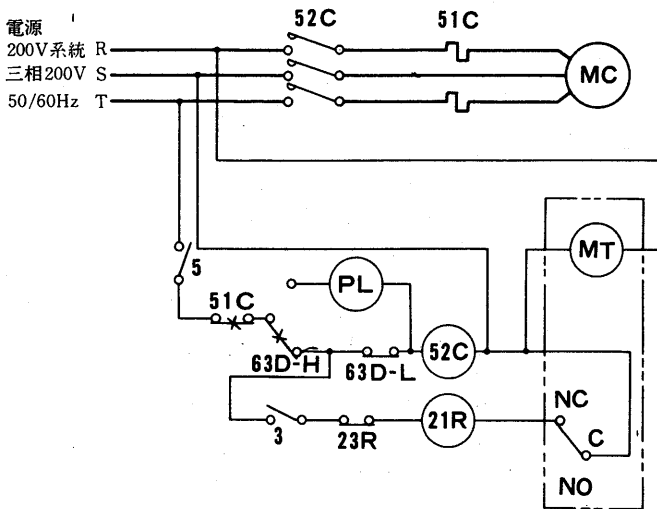 電源
52C 51C
200V系統 R
三相200V S
50/60Hz T
MC
MT
5
PL
51C
52C
63D-H 63D-L
NC
21R
C
3 23R
NO